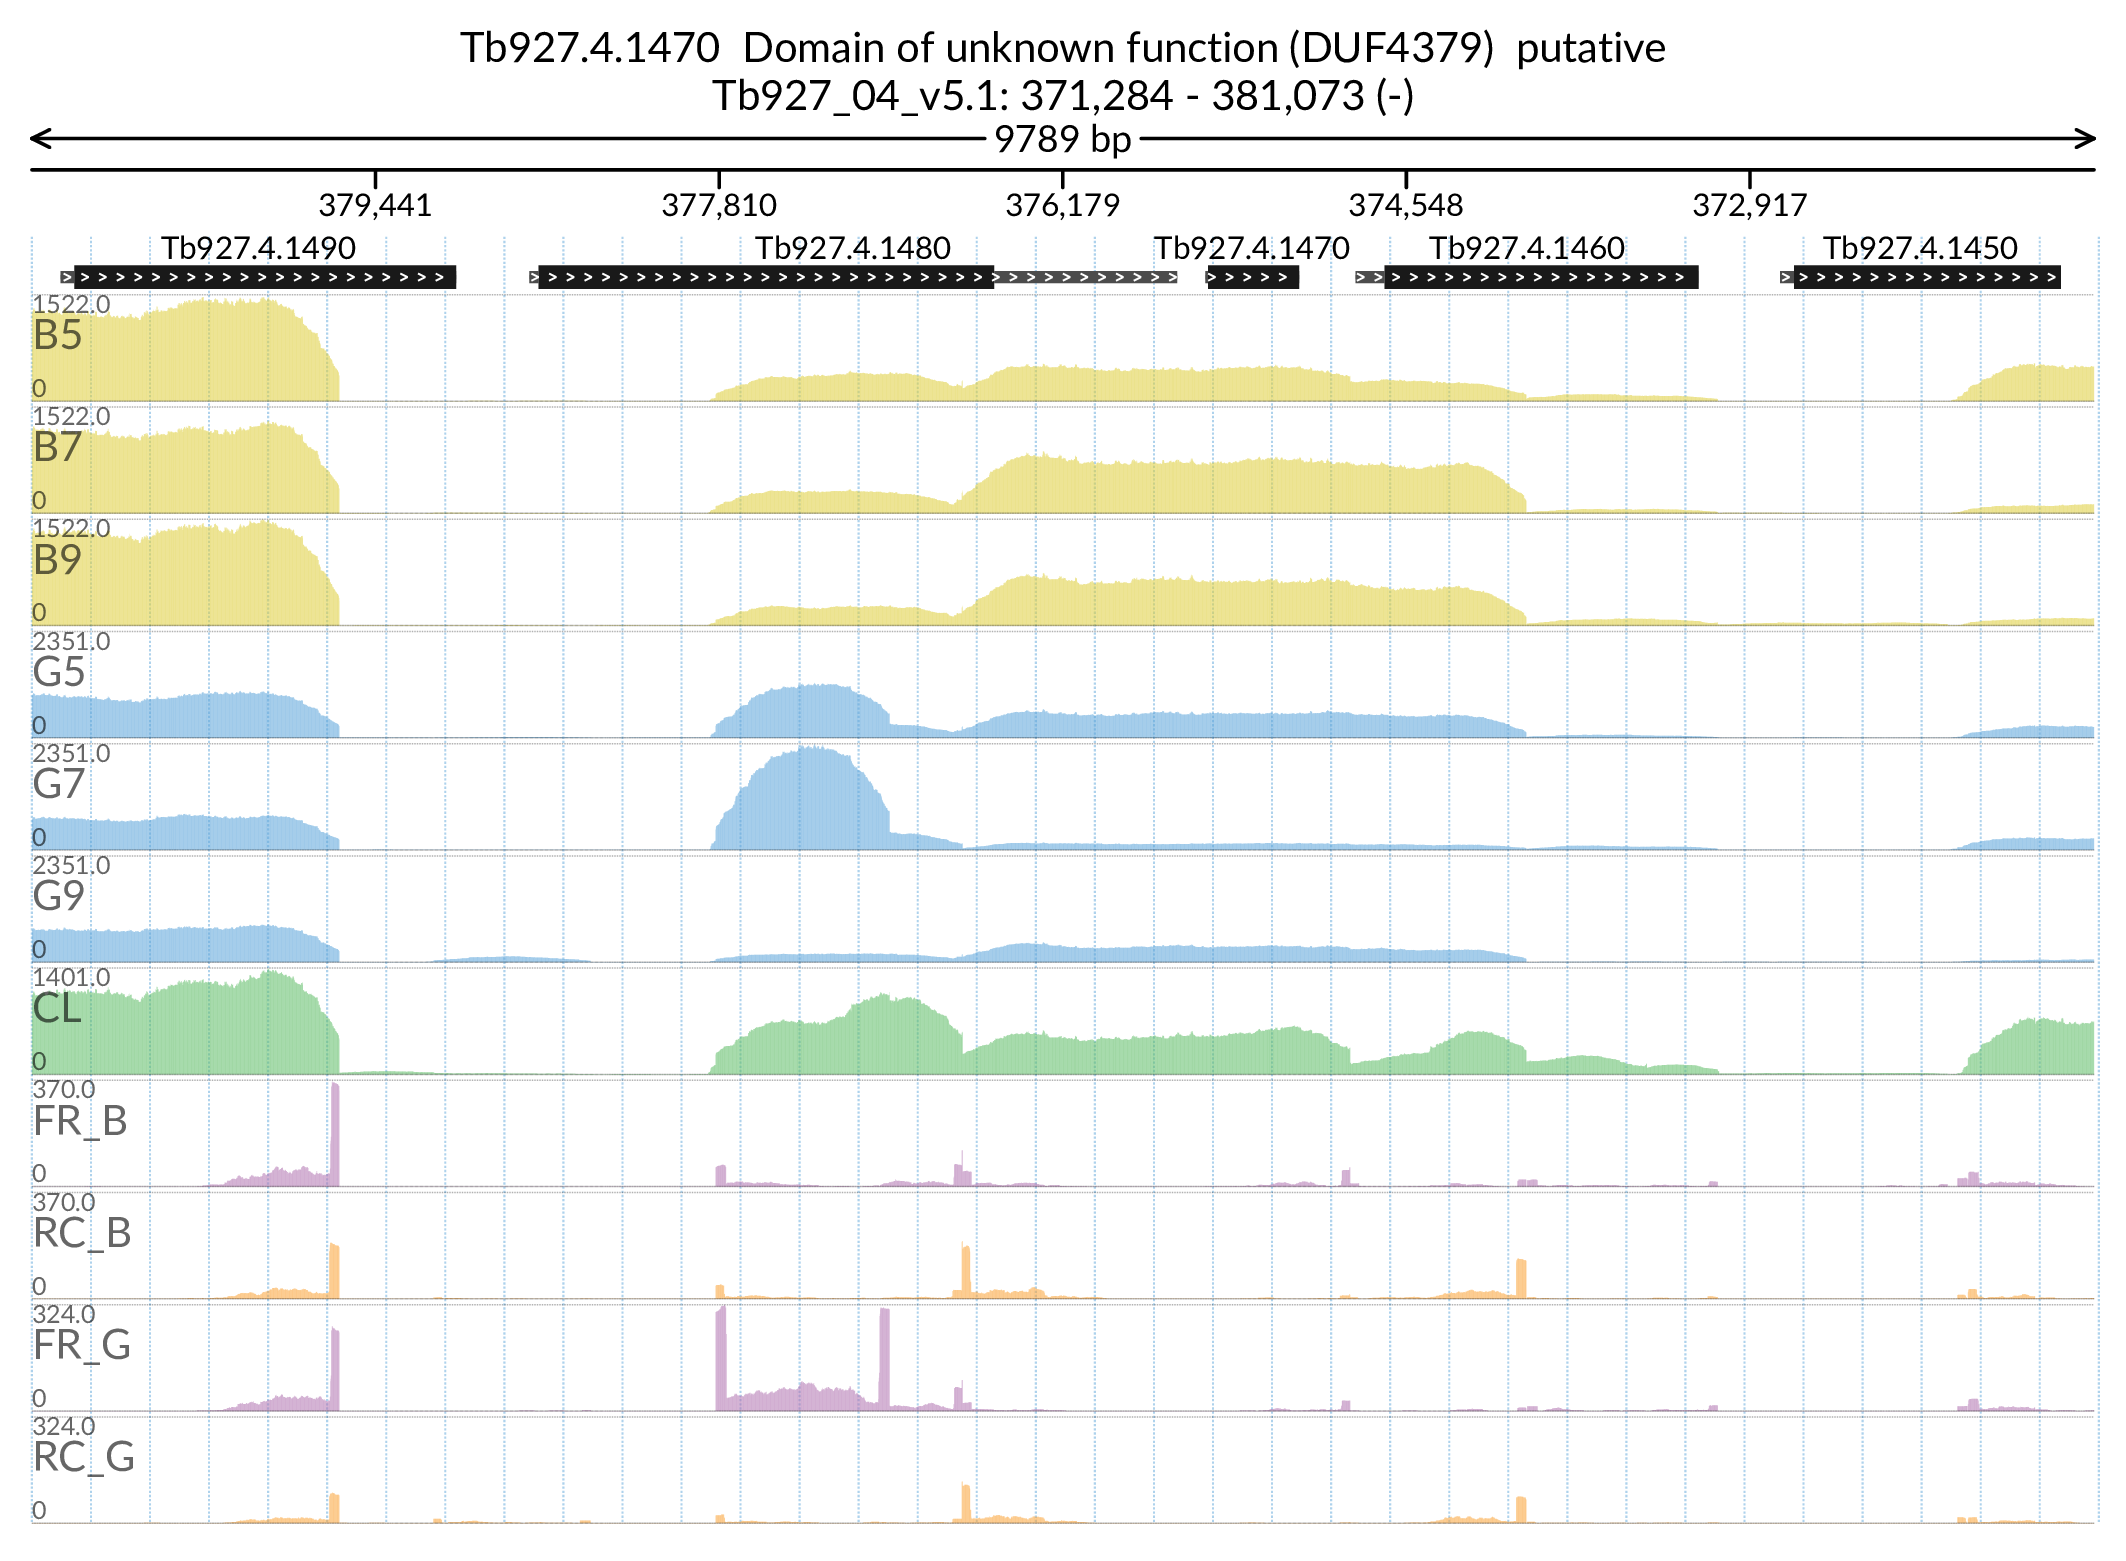 Tb927.4.1470  Domain of unknown function (DUF4379)  putative
Tb927_04_v5.1: 371,284 - 381,073 (-)
9789 bp
379,441 377,810 376,179 374,548 372,917
Tb927.4.1490 Tb927.4.1480 Tb927.4.1470 Tb927.4.1460 Tb927.4.1450
1522.0
B5
0
1522.0
B7
0
1522.0
B9
0
2351.0
G5
0
2351.0
G7
0
2351.0
G9
0
1401.0
CL
0
370.0
FR_B
0
370.0
RC_B
0
324.0
FR_G
0
324.0
RC_G
0